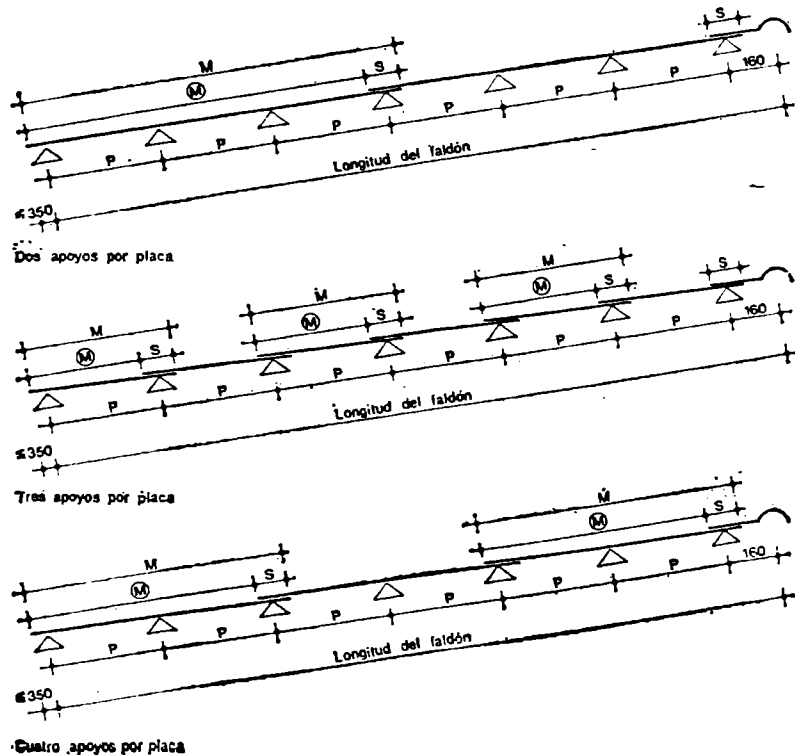 S
M
S
160
Ⓜ
P P P P P P
Longitud del faldón
≤350
Dos apoyos por placa
S
M
S
M
S
M
S
160
Ⓜ
Ⓜ
Ⓜ
P P P P P P
Longitud del faldón
≤350
Tres apoyos por placa
M
S
M
S
160
Ⓜ
Ⓜ
P P P P P P
Longitud del faldón
≤350
Cuatro apoyos por placa